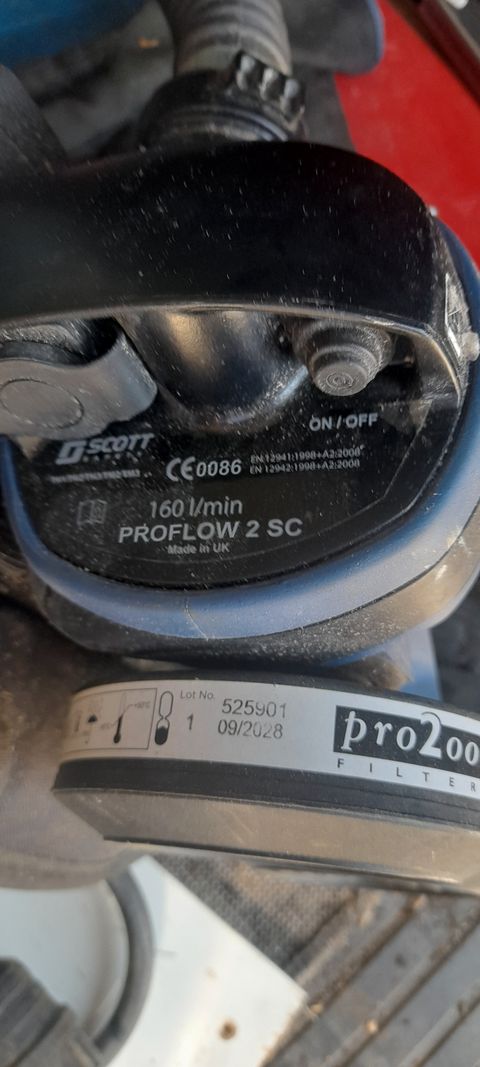 ON / OFF
SCOTT
CE0086
EN 12941:1998+A2:2008
EN 12942:1998+A2:2008
160 l/min
PROFLOW 2 SC
Made in UK
Lot No. 525901
1 09/2028
pro200
FILTER